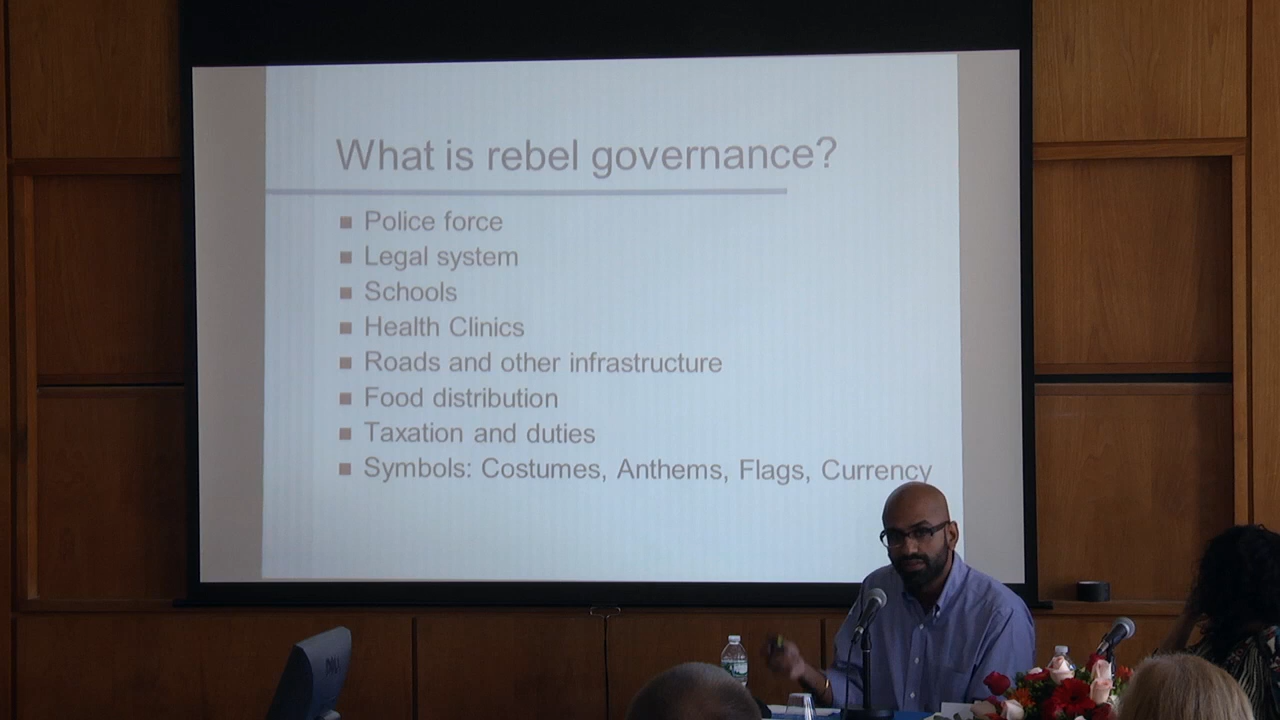 What is rebel governance?
Police force
Legal system
Schools
Health Clinics
Roads and other infrastructure
Food distribution
Taxation and duties
Symbols: Costumes, Anthems, Flags, Currency